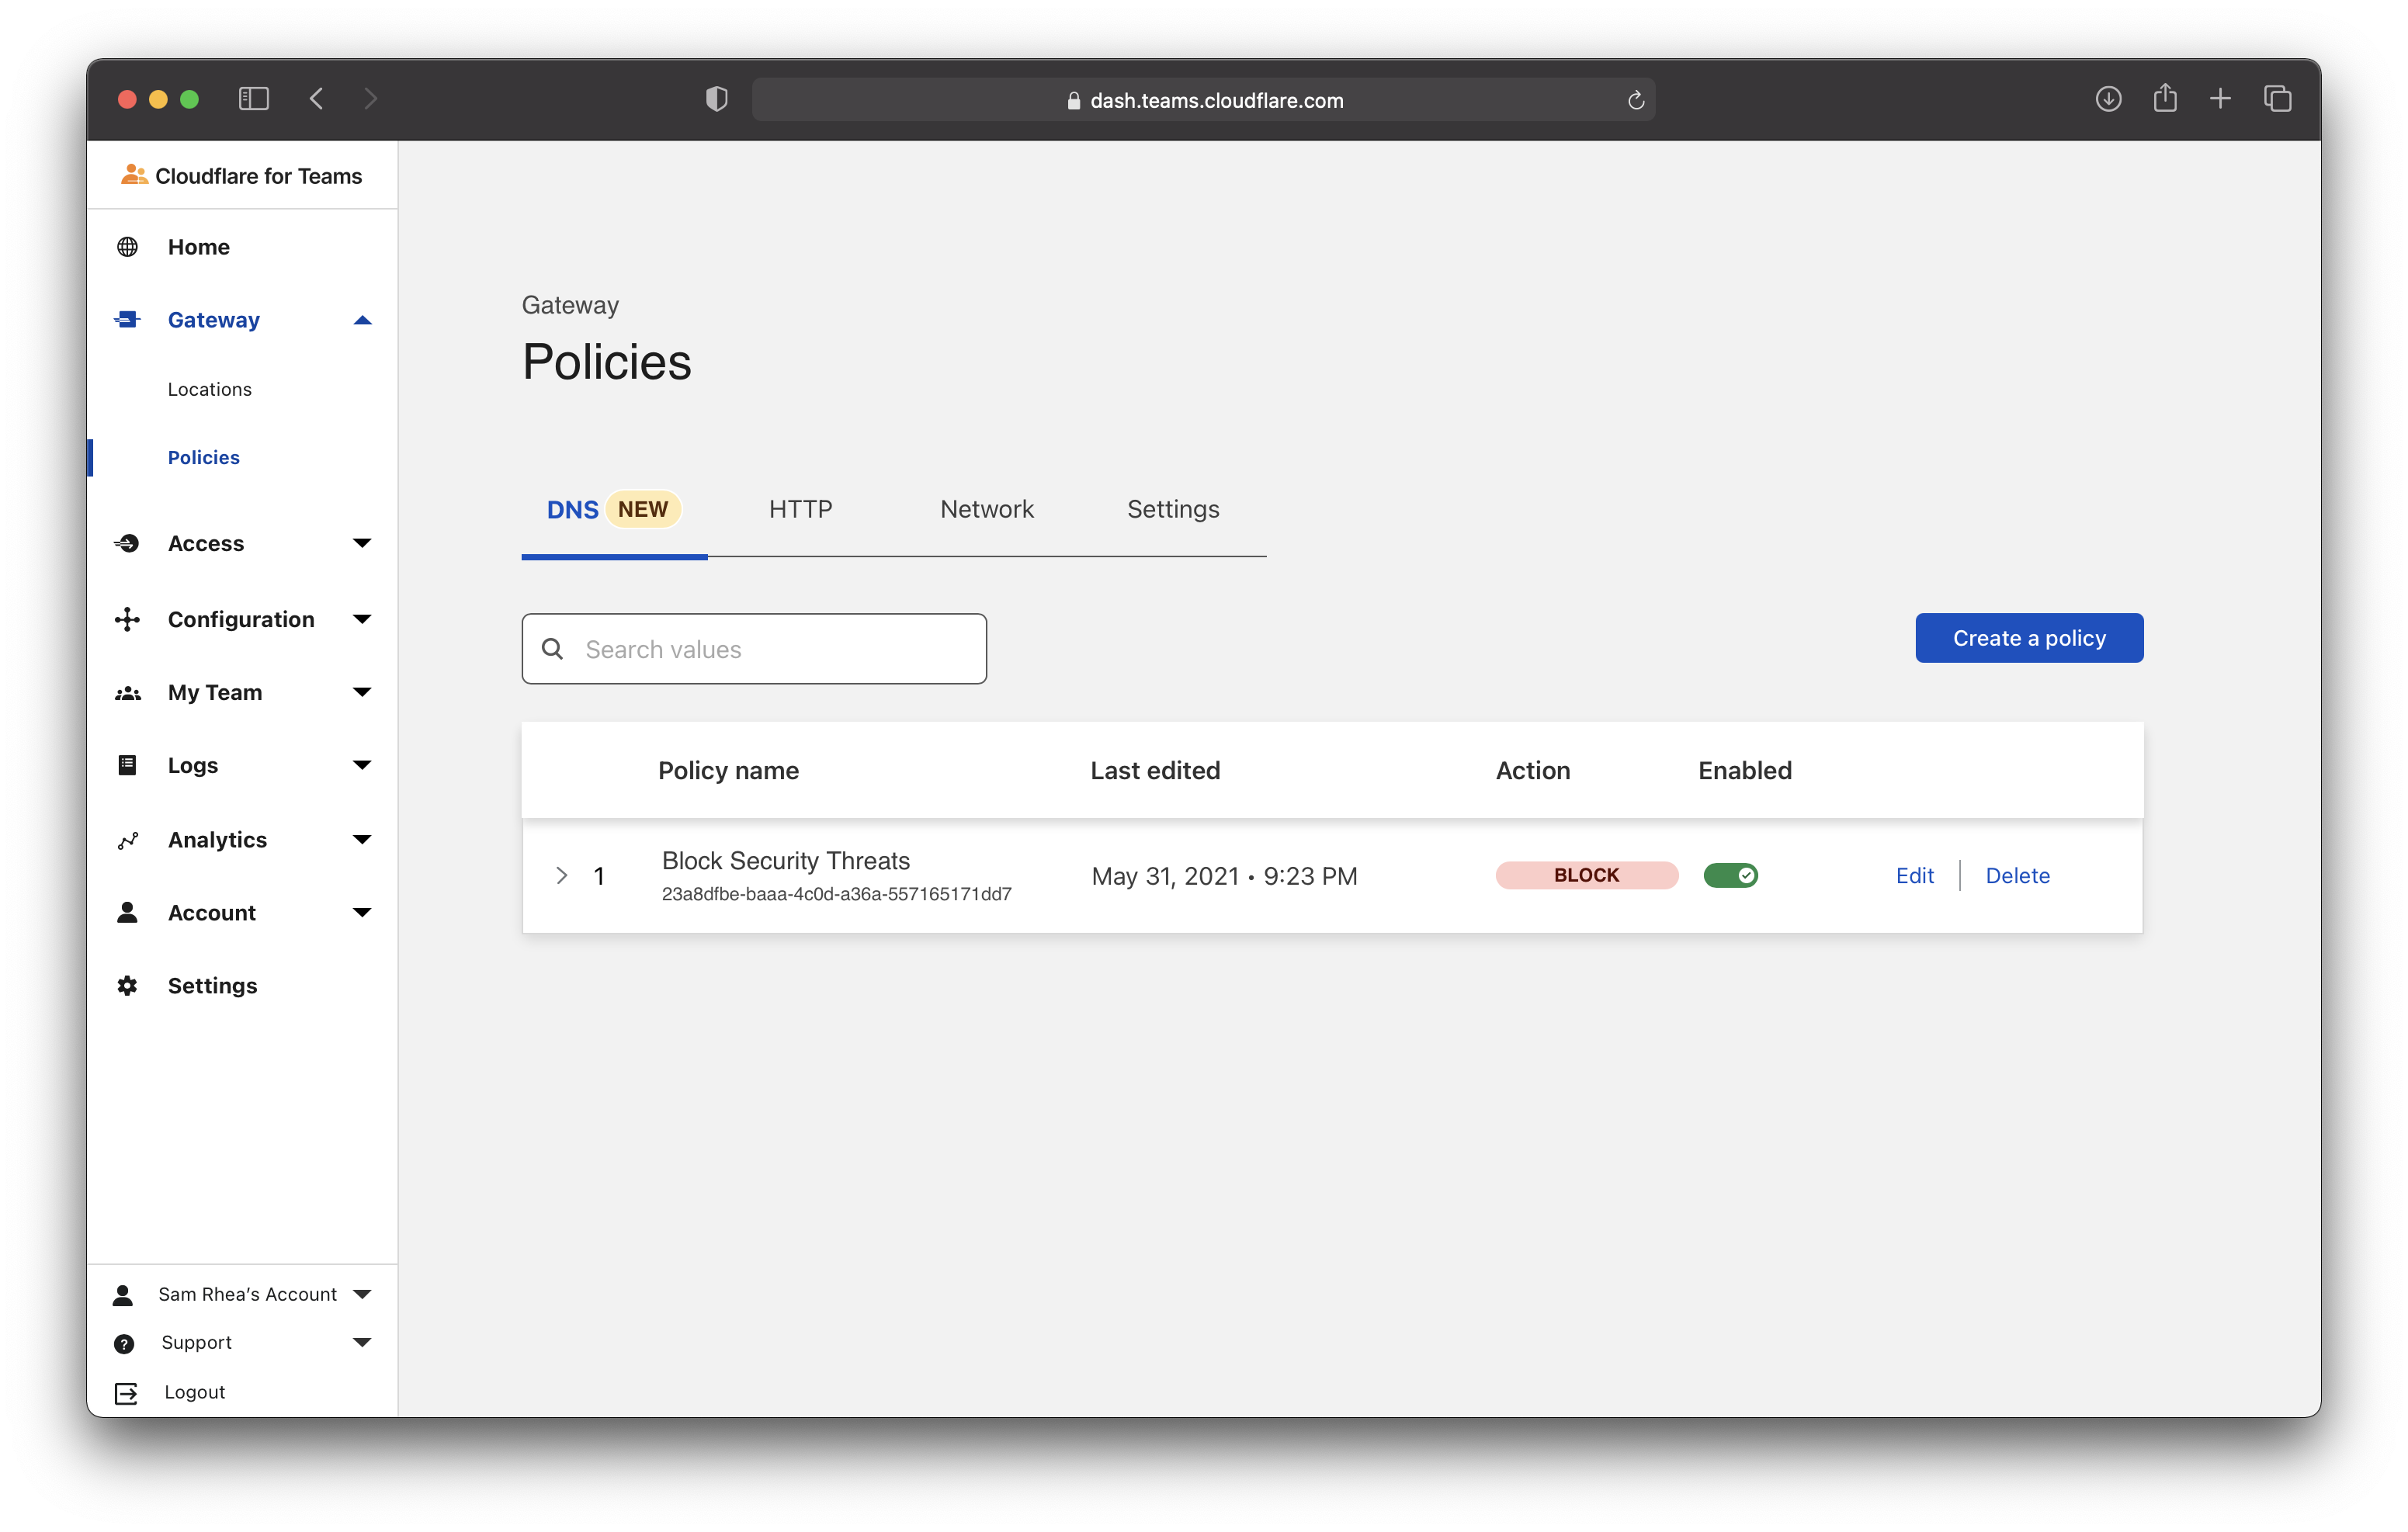 dash.teams.cloudflare.com
Cloudflare for Teams
Home
Gateway
Locations
Policies
Access
Configuration
My Team
Logs
Analytics
Account
Settings
Sam Rhea's Account
Support
Logout
Gateway
Policies
DNS NEW HTTP Network Settings
Search values
Create a policy
Policy name Last edited Action Enabled
1 Block Security Threats May 31, 2021 • 9:23 PM BLOCK Edit Delete
23a8dfbe-baaa-4c0d-a36a-557165171dd7